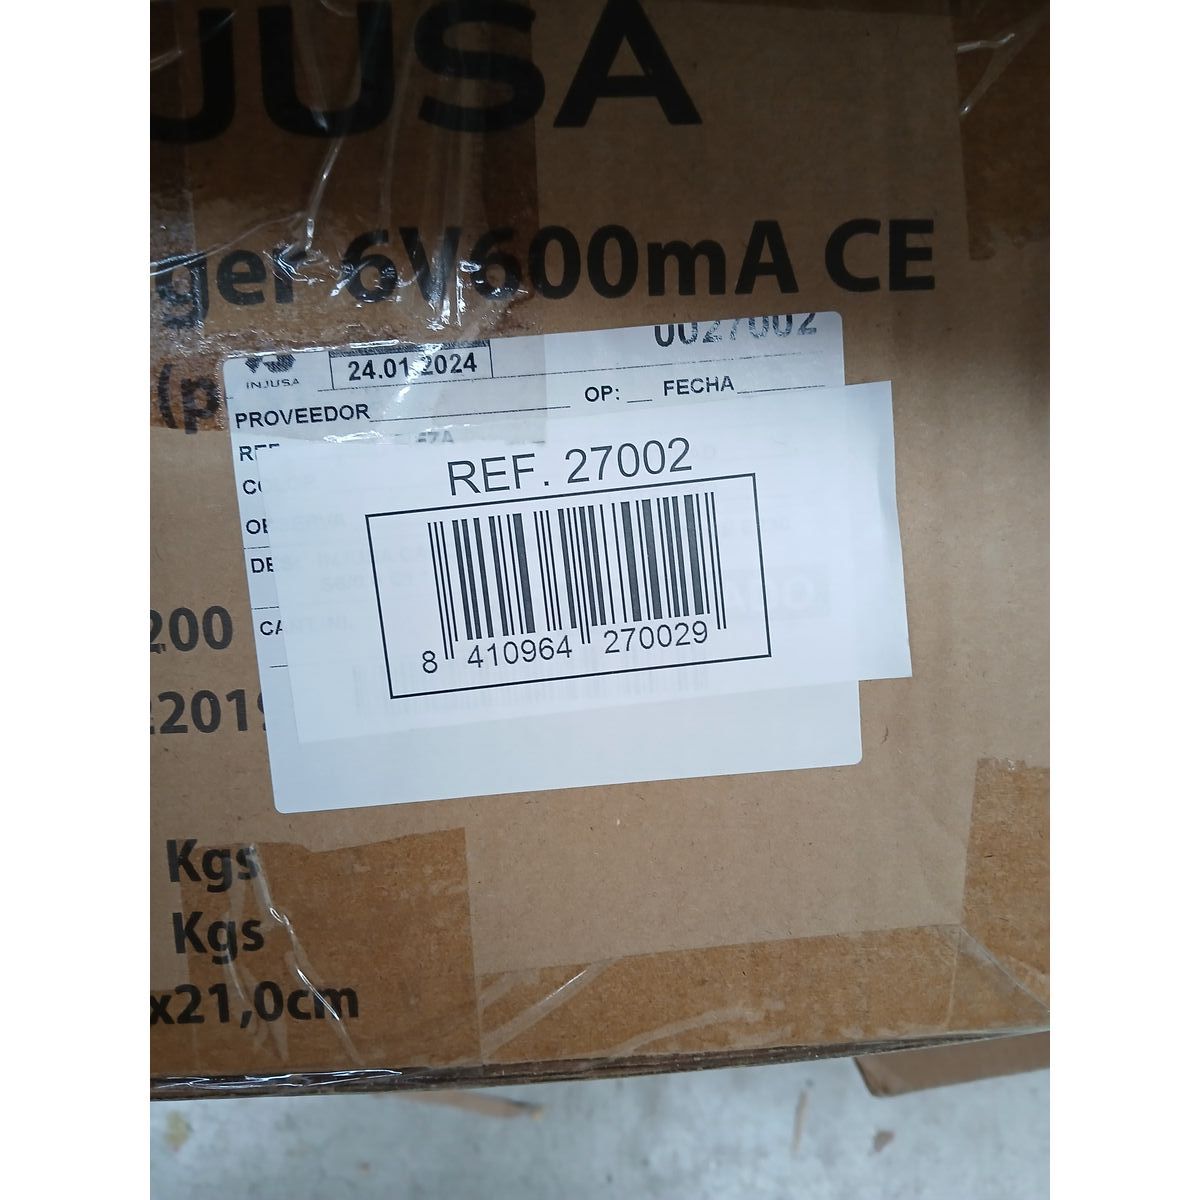 JUSA
ger 6V600mA CE
(p
0027002
INJUSA
24.01.2024
PROVEEDOR OP: __ FECHA
REF. 27002
8 410964 270029
200
Kgs
Kgs
x21,0cm